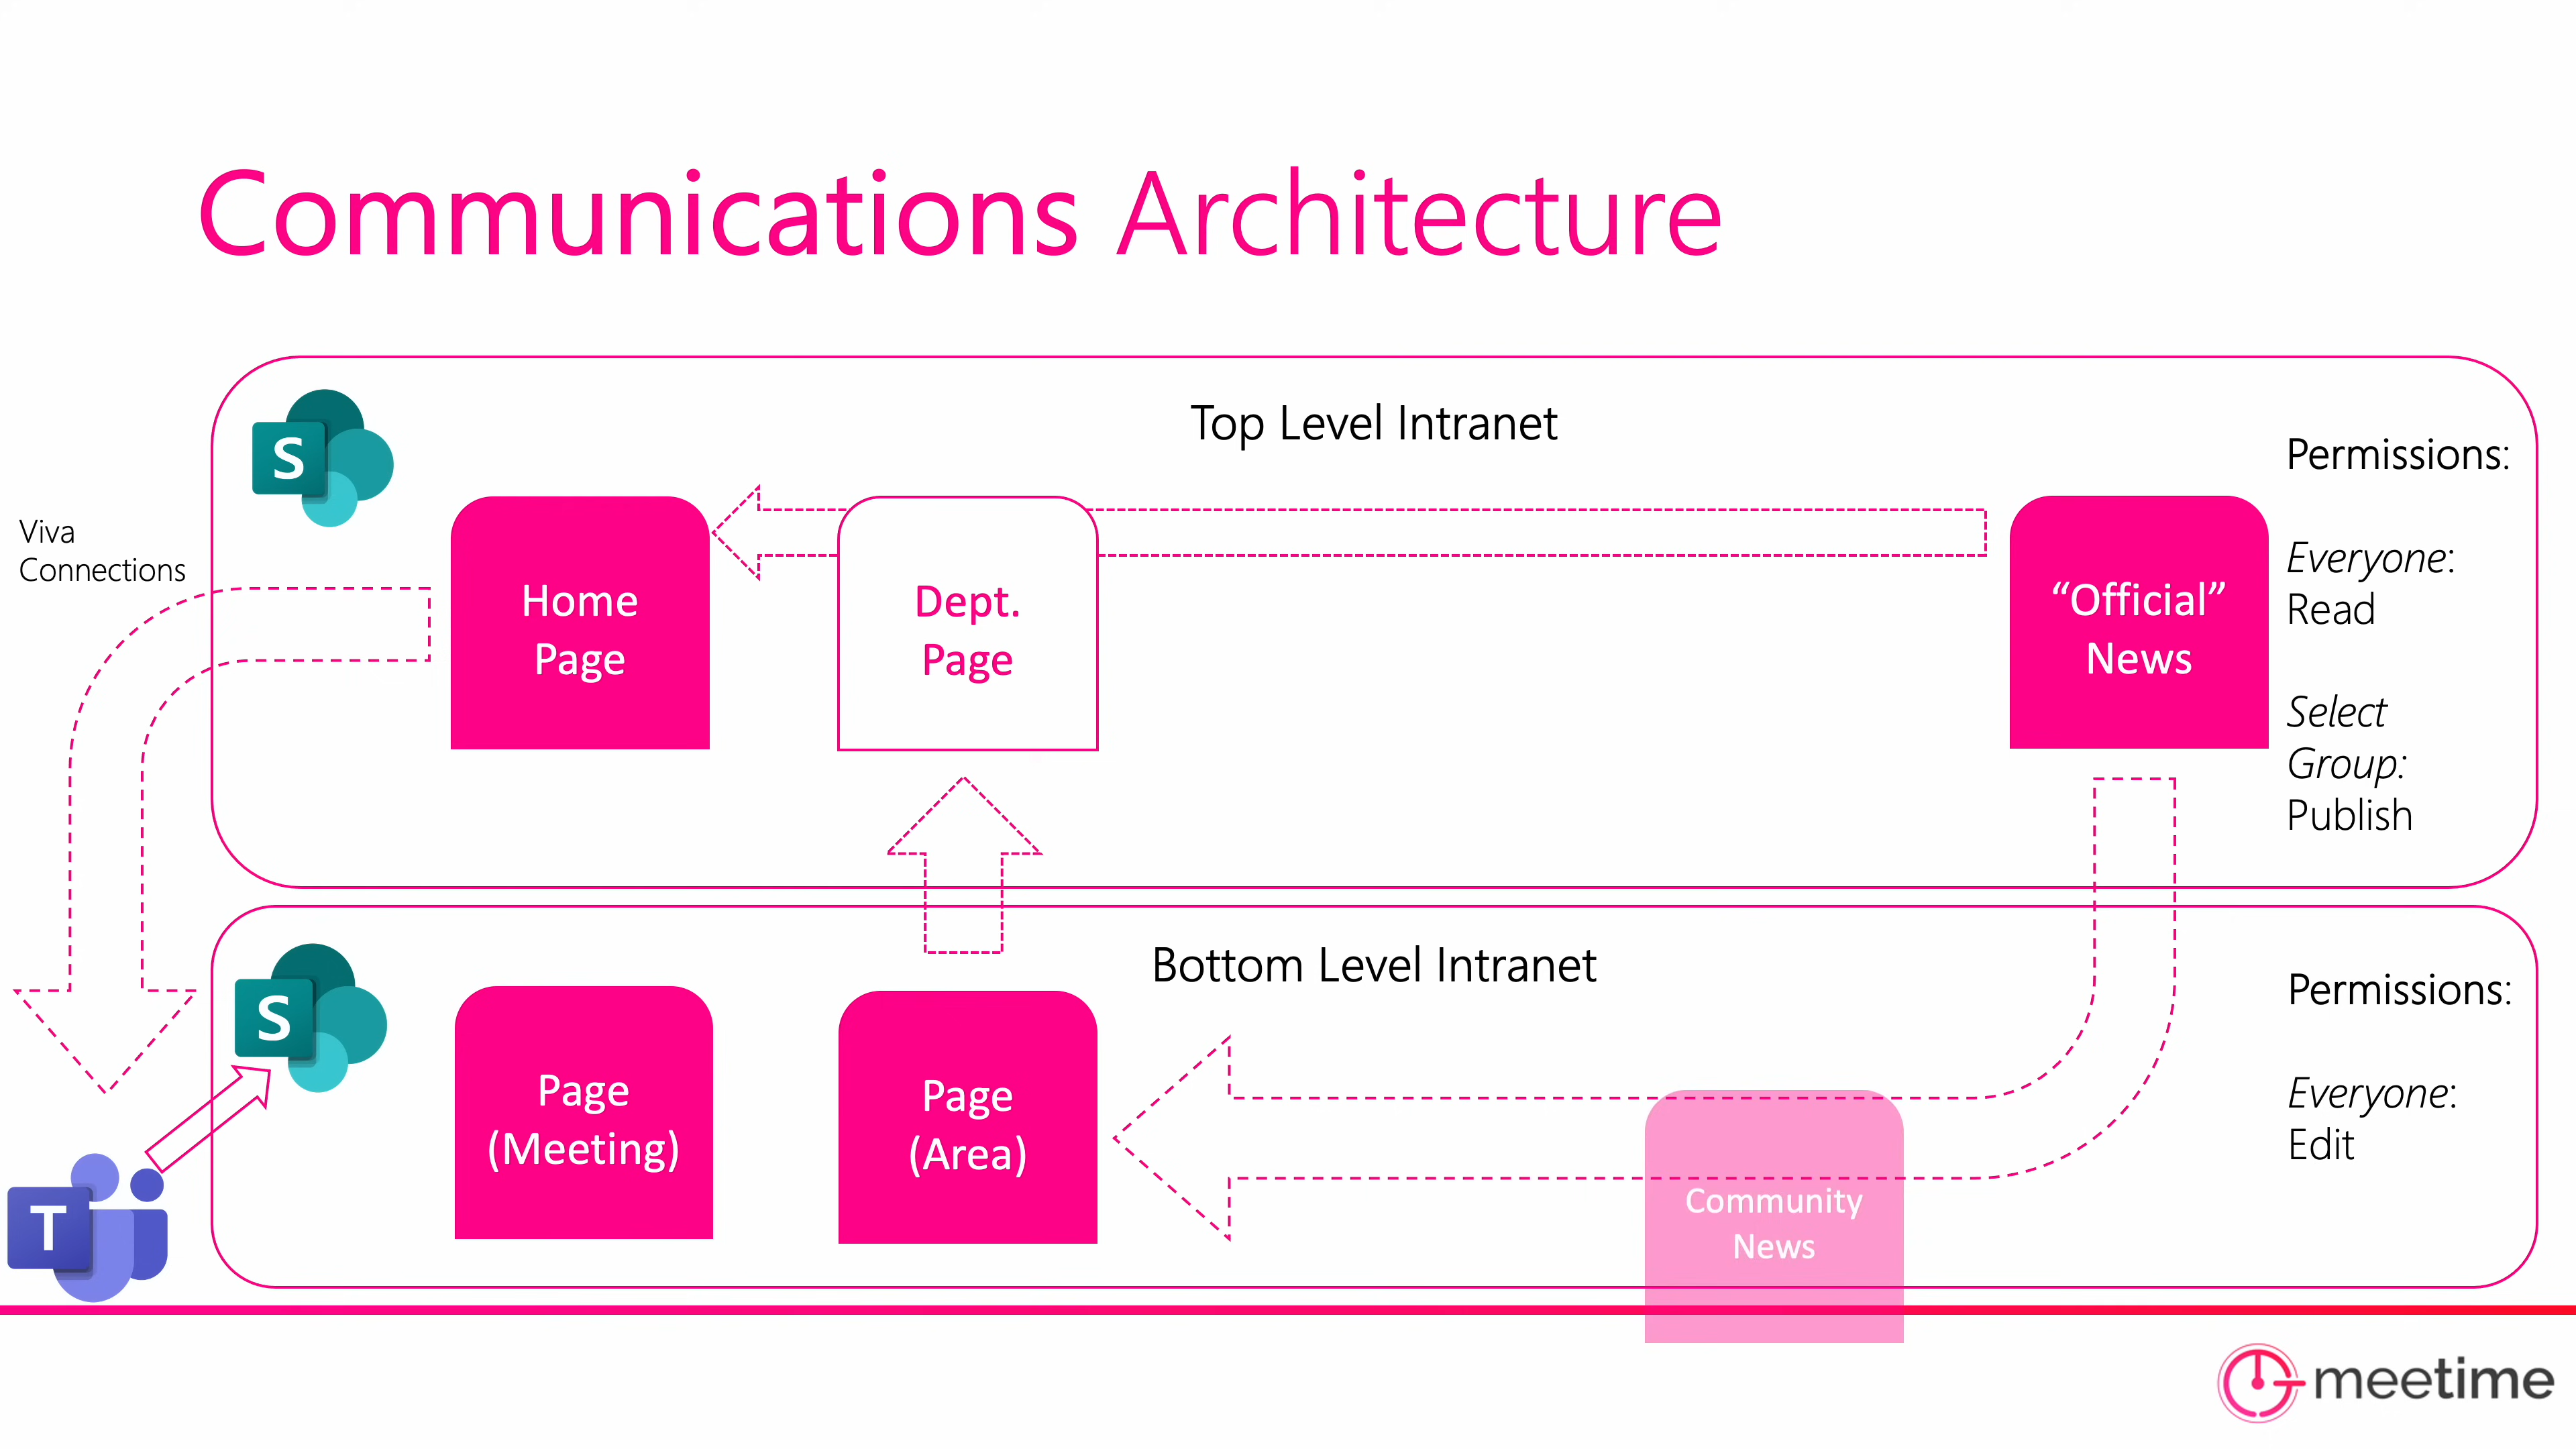 Communications Architecture
Top Level Intranet
Viva
Connections
S
Home
Page
Dept.
Page
“Official”
News
Permissions:
Everyone:
Read
Select
Group:
Publish
Bottom Level Intranet
S
Page
(Meeting)
Page
(Area)
Community
News
Permissions:
Everyone:
Edit
T
meetime